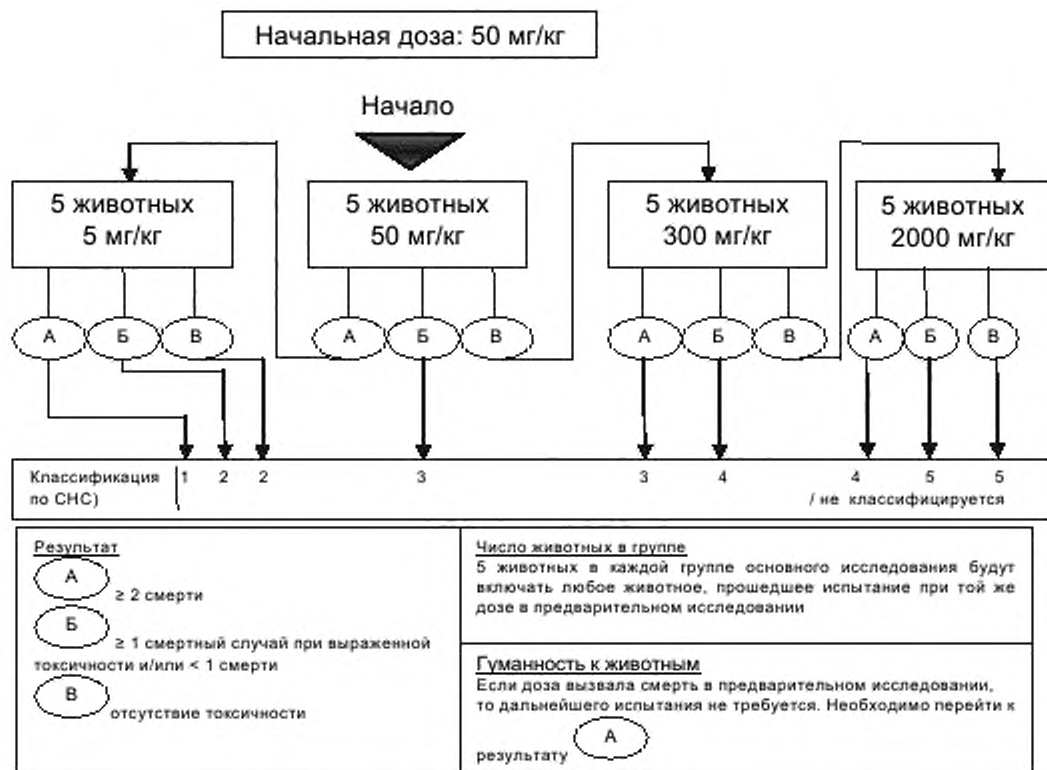 Начальная доза: 50 мг/кг
Начало
5 животных
5 мг/кг
5 животных
50 мг/кг
5 животных
300 мг/кг
5 животных
2000 мг/кг
А Б В А Б В А Б В А Б В
Классификация 1 2 2 3 3 4 4 5 5
по СНС) / не классифицируется
Результат
А
≥ 2 смерти
Б
≥ 1 смертный случай при выраженной
токсичности и/или < 1 смерти
В
отсутствие токсичности
Число животных в группе
5 животных в каждой группе основного исследования будут
включать любое животное, прошедшее испытание при той же
дозе в предварительном исследовании
Гуманность к животным
Если доза вызвала смерть в предварительном исследовании,
то дальнейшего испытания не требуется. Необходимо перейти к
результату А